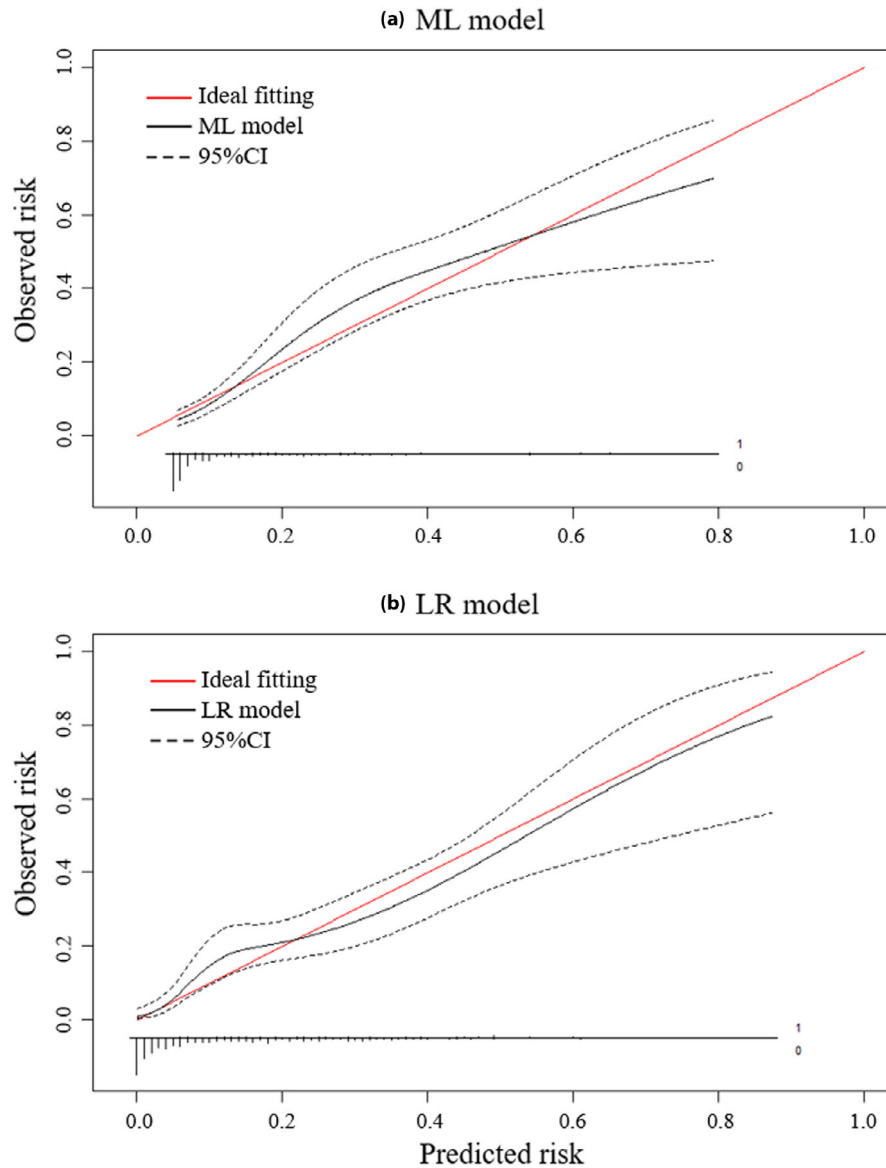 (a) ML model
Ideal fitting
ML model
95%CI
Observed risk
1.0
0.8
0.6
0.4
0.2
0.0
1
0
0.0 0.2 0.4 0.6 0.8 1.0
(b) LR model
Ideal fitting
LR model
95%CI
Observed risk
1.0
0.8
0.6
0.4
0.2
0.0
1
0
0.0 0.2 0.4 0.6 0.8 1.0
Predicted risk